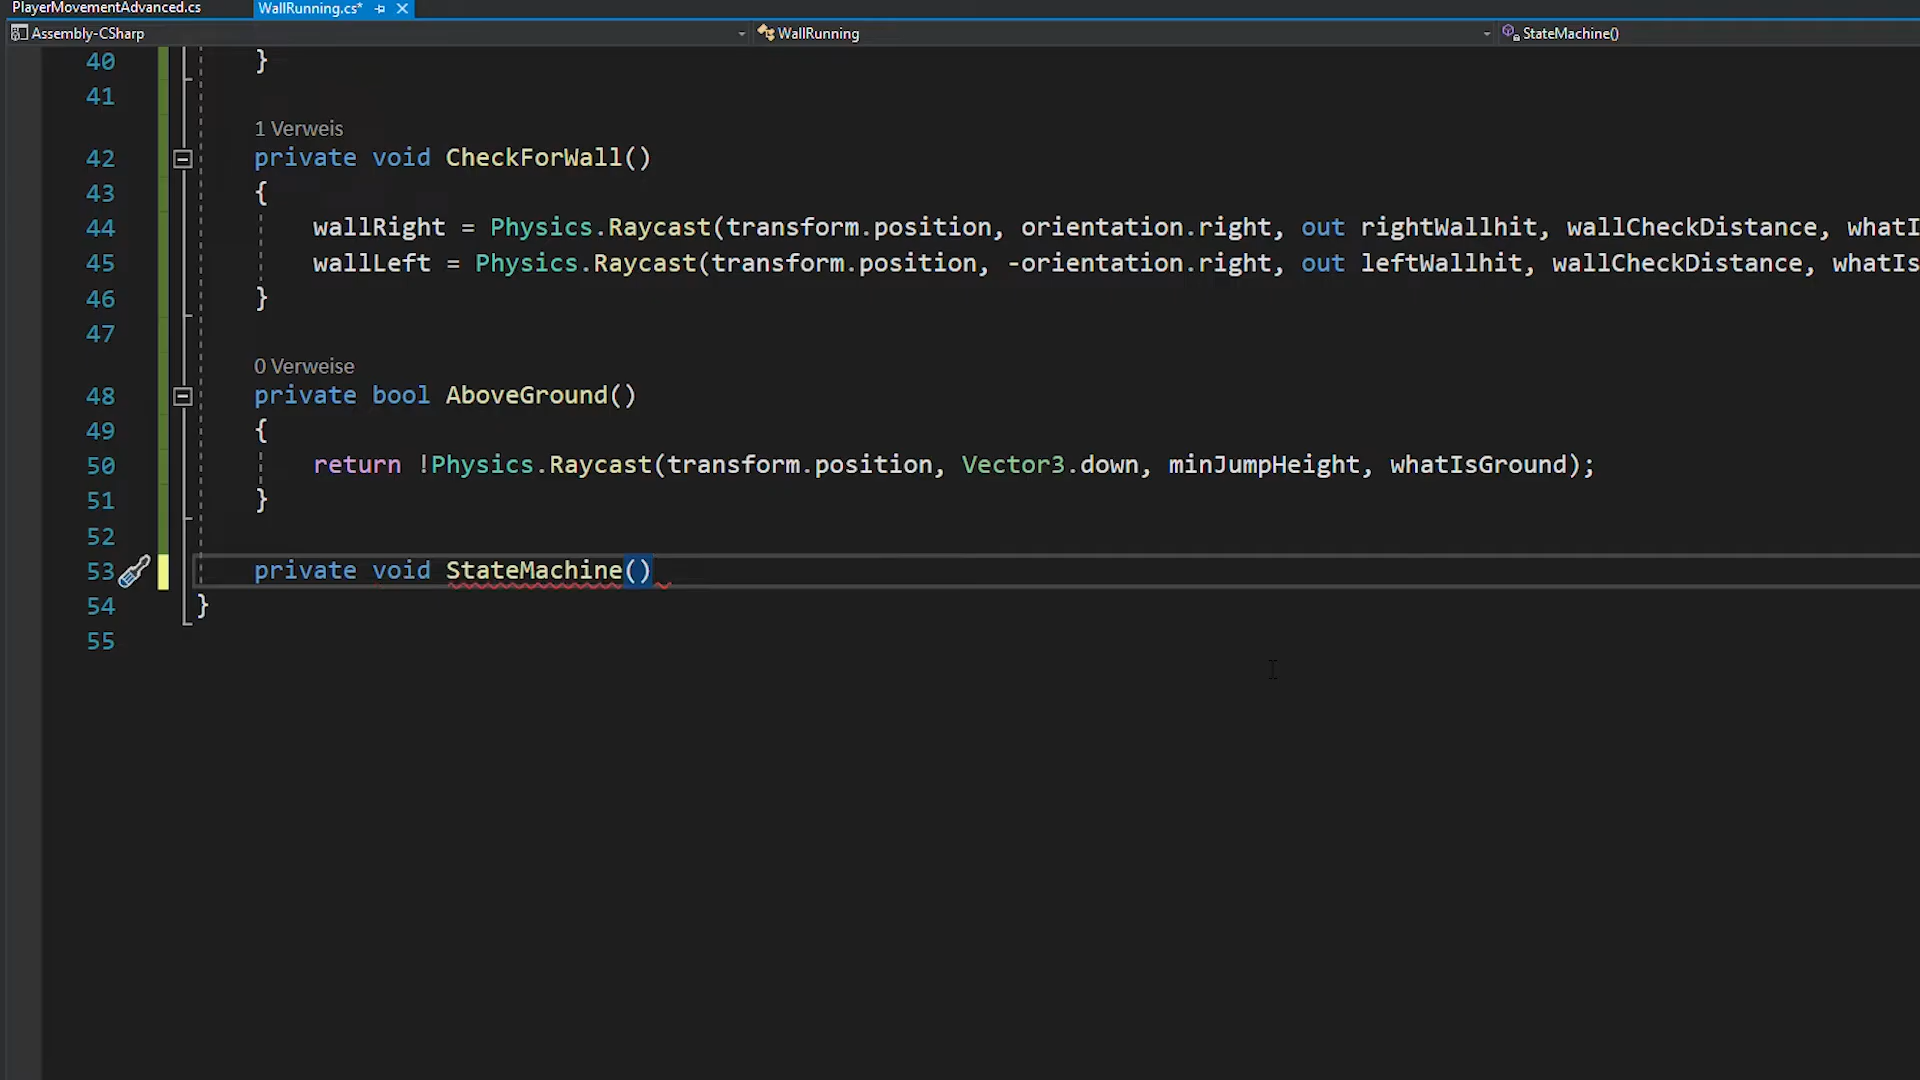 PlayerMovementAdvanced.cs WallRunning.cs*
Assembly-CSharp WallRunning StateMachine()
40 }
41
1 Verweis
42 private void CheckForWall()
43 {
44 wallRight = Physics.Raycast(transform.position, orientation.right, out rightWallhit, wallCheckDistance, whatI
45 wallLeft = Physics.Raycast(transform.position, -orientation.right, out leftWallhit, wallCheckDistance, whatIs
46 }
47
0 Verweise
48 private bool AboveGround()
49 {
50 return !Physics.Raycast(transform.position, Vector3.down, minJumpHeight, whatIsGround);
51 }
52
53 private void StateMachine()
54 }
55